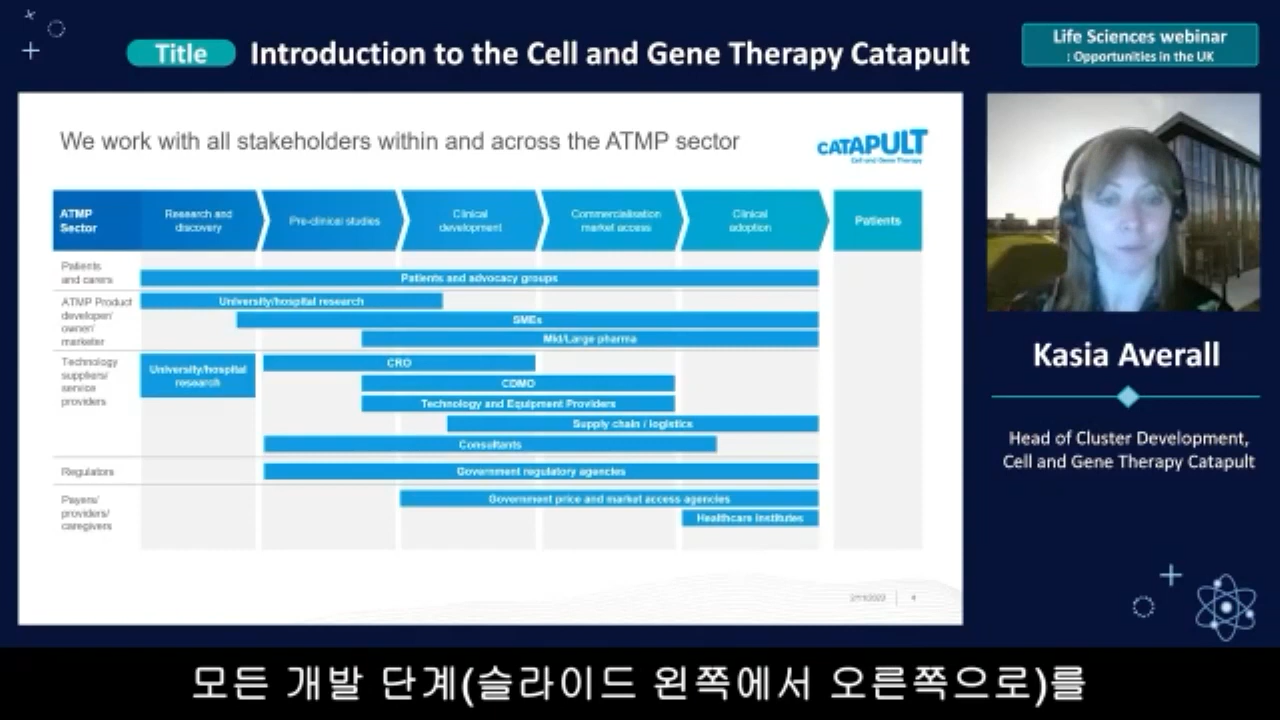 Title
Introduction to the Cell and Gene Therapy Catapult
Life Sciences webinar
: Opportunities in the UK
We work with all stakeholders within and across the ATMP sector
CATAPULT
Cell and Gene Therapy
ATMP
Sector
Research and
discovery
Pre-clinical studies
Clinical
development
Commercialisation
market access
Clinical
adoption
Patients
Patients
and carers
Patients and advocacy groups
ATMP Product
developer/
owner/
marketer
University/hospital research
SMEs
Mid/Large pharma
Technology
suppliers/
service
providers
University/hospital
research
CRO
CDMO
Technology and Equipment Providers
Supply chain / logistics
Consultants
Regulators
Government regulatory agencies
Payers/
providers/
caregivers
Government price and market access agencies
Healthcare institutes
4
Kasia Averall
Head of Cluster Development,
Cell and Gene Therapy Catapult
모든 개발 단계(슬라이드 왼쪽에서 오른쪽으로)를